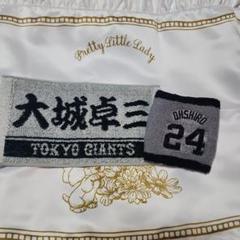 Pretty Little Lady
大城卓三
TOKYO GIANTS
OHSHIRO
24